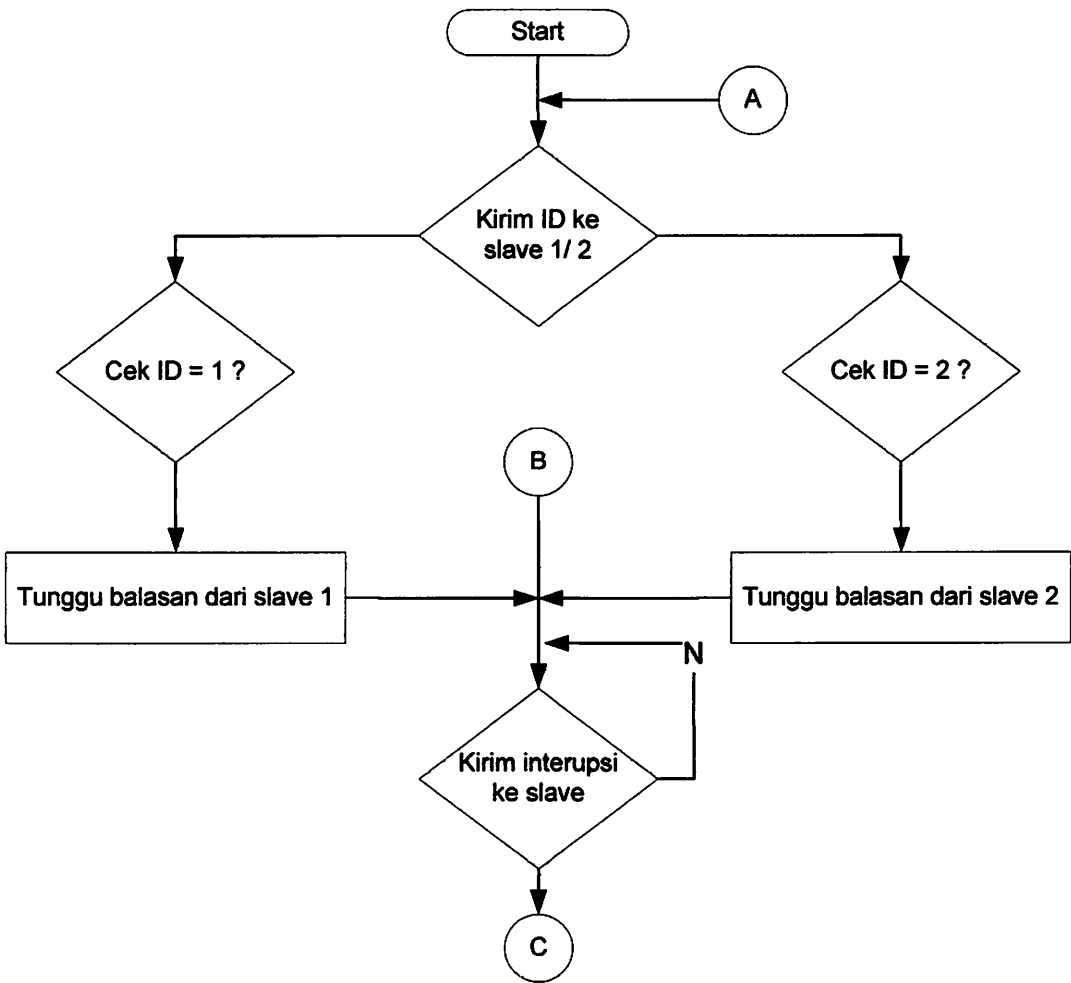 Start
A
Kirim ID ke
slave 1/ 2
Cek ID = 1 ?
Cek ID = 2 ?
B
Tunggu balasan dari slave 1
Tunggu balasan dari slave 2
N
Kirim interupsi
ke slave
C